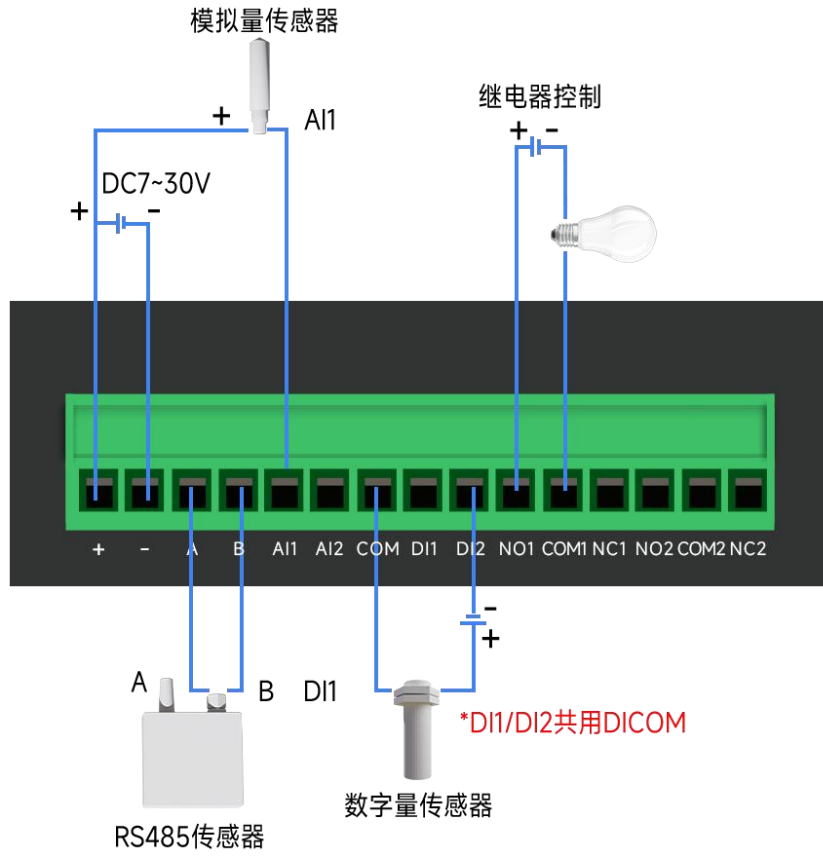 模拟量传感器
+ AI1
继电器控制
+ -
DC7~30V
+ -
+ - A B AI1 AI2 COM DI1 DI2 NO1 COM1 NC1 NO2 COM2 NC2
-
+
A B DI1
*DI1/DI2共用DICOM
数字量传感器
RS485传感器